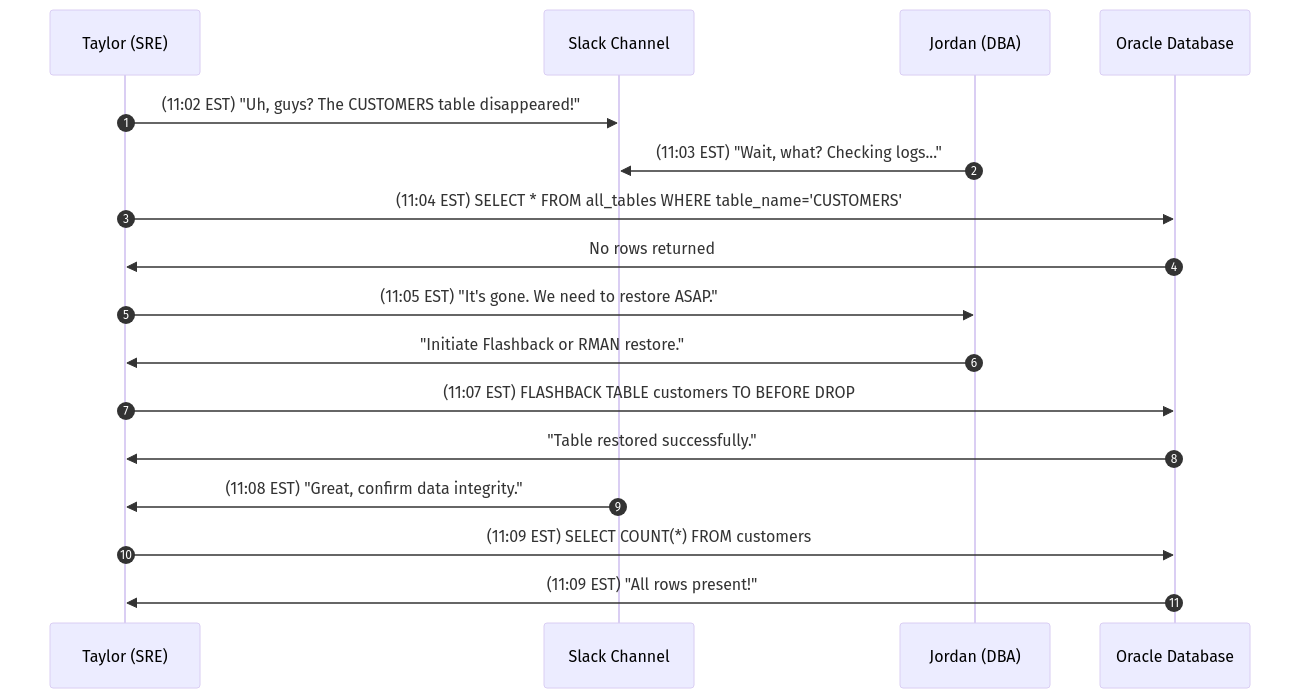 Taylor (SRE)
Slack Channel
Jordan (DBA)
Oracle Database
(11:02 EST) "Uh, guys? The CUSTOMERS table disappeared!"
1
(11:03 EST) "Wait, what? Checking logs..."
2
(11:04 EST) SELECT * FROM all_tables WHERE table_name='CUSTOMERS'
3
No rows returned
4
(11:05 EST) "It's gone. We need to restore ASAP."
5
"Initiate Flashback or RMAN restore."
6
(11:07 EST) FLASHBACK TABLE customers TO BEFORE DROP
7
"Table restored successfully."
8
(11:08 EST) "Great, confirm data integrity."
9
(11:09 EST) SELECT COUNT(*) FROM customers
10
(11:09 EST) "All rows present!"
11
Taylor (SRE)
Slack Channel
Jordan (DBA)
Oracle Database